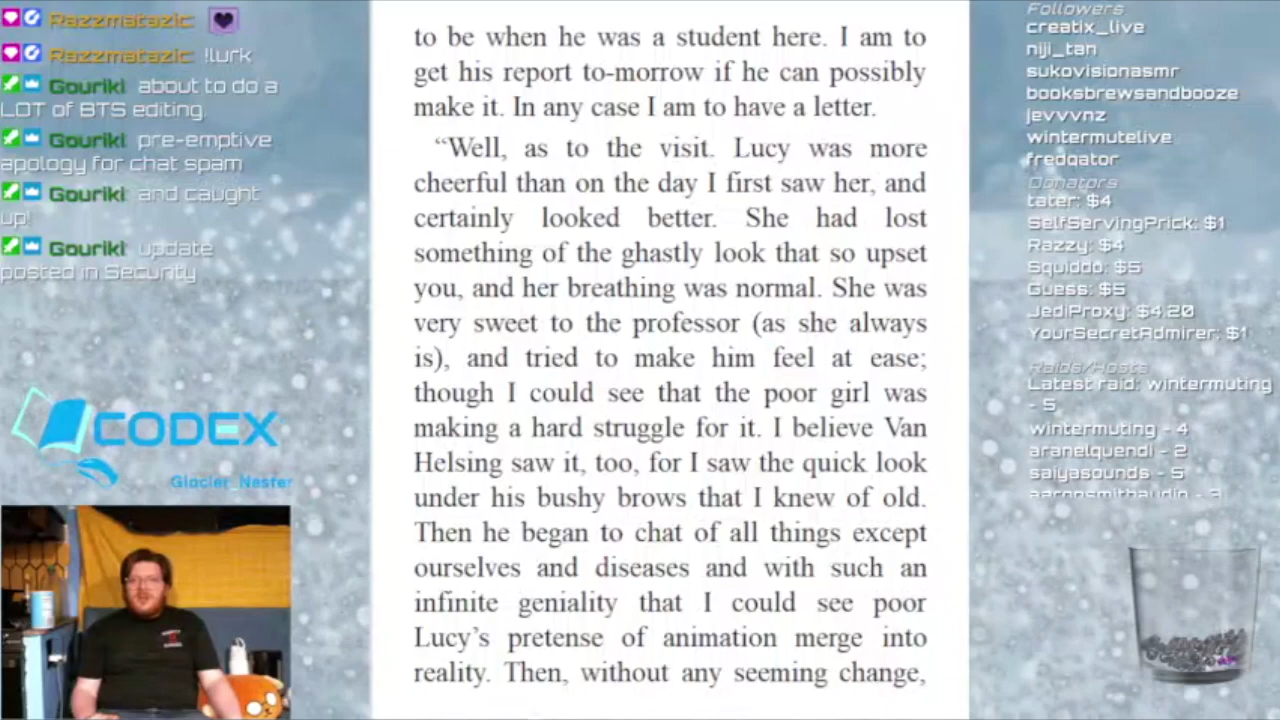 Razzmatazic:
Razzmatazic: !lurk
Gouriki: about to do a
LOT of BTS editing.
Gouriki: pre-emptive
apology for chat spam
Gouriki: and caught
up!
Gouriki: update
posted in Security
CODEX
Glacier_Nester
to be when he was a student here. I am to
get his report to-morrow if he can possibly
make it. In any case I am to have a letter.
“Well, as to the visit. Lucy was more
cheerful than on the day I first saw her, and
certainly looked better. She had lost
something of the ghastly look that so upset
you, and her breathing was normal. She was
very sweet to the professor (as she always
is), and tried to make him feel at ease;
though I could see that the poor girl was
making a hard struggle for it. I believe Van
Helsing saw it, too, for I saw the quick look
under his bushy brows that I knew of old.
Then he began to chat of all things except
ourselves and diseases and with such an
infinite geniality that I could see poor
Lucy’s pretense of animation merge into
reality. Then, without any seeming change,
Followers
creatix_live
niji_tan
sukovisionasmr
booksbrewsandbooze
jevvvnz
wintermutelive
fredgator
Donators
tater: $4
SelfServingPrick: $1
Razzy: $4
Squiddo: $5
Guess: $5
JediProxy: $4.20
YourSecretAdmirer: $1
Raids/Hosts
Latest raid: wintermuting
- 5
wintermuting - 4
aranelquendi - 2
saiyasounds - 5